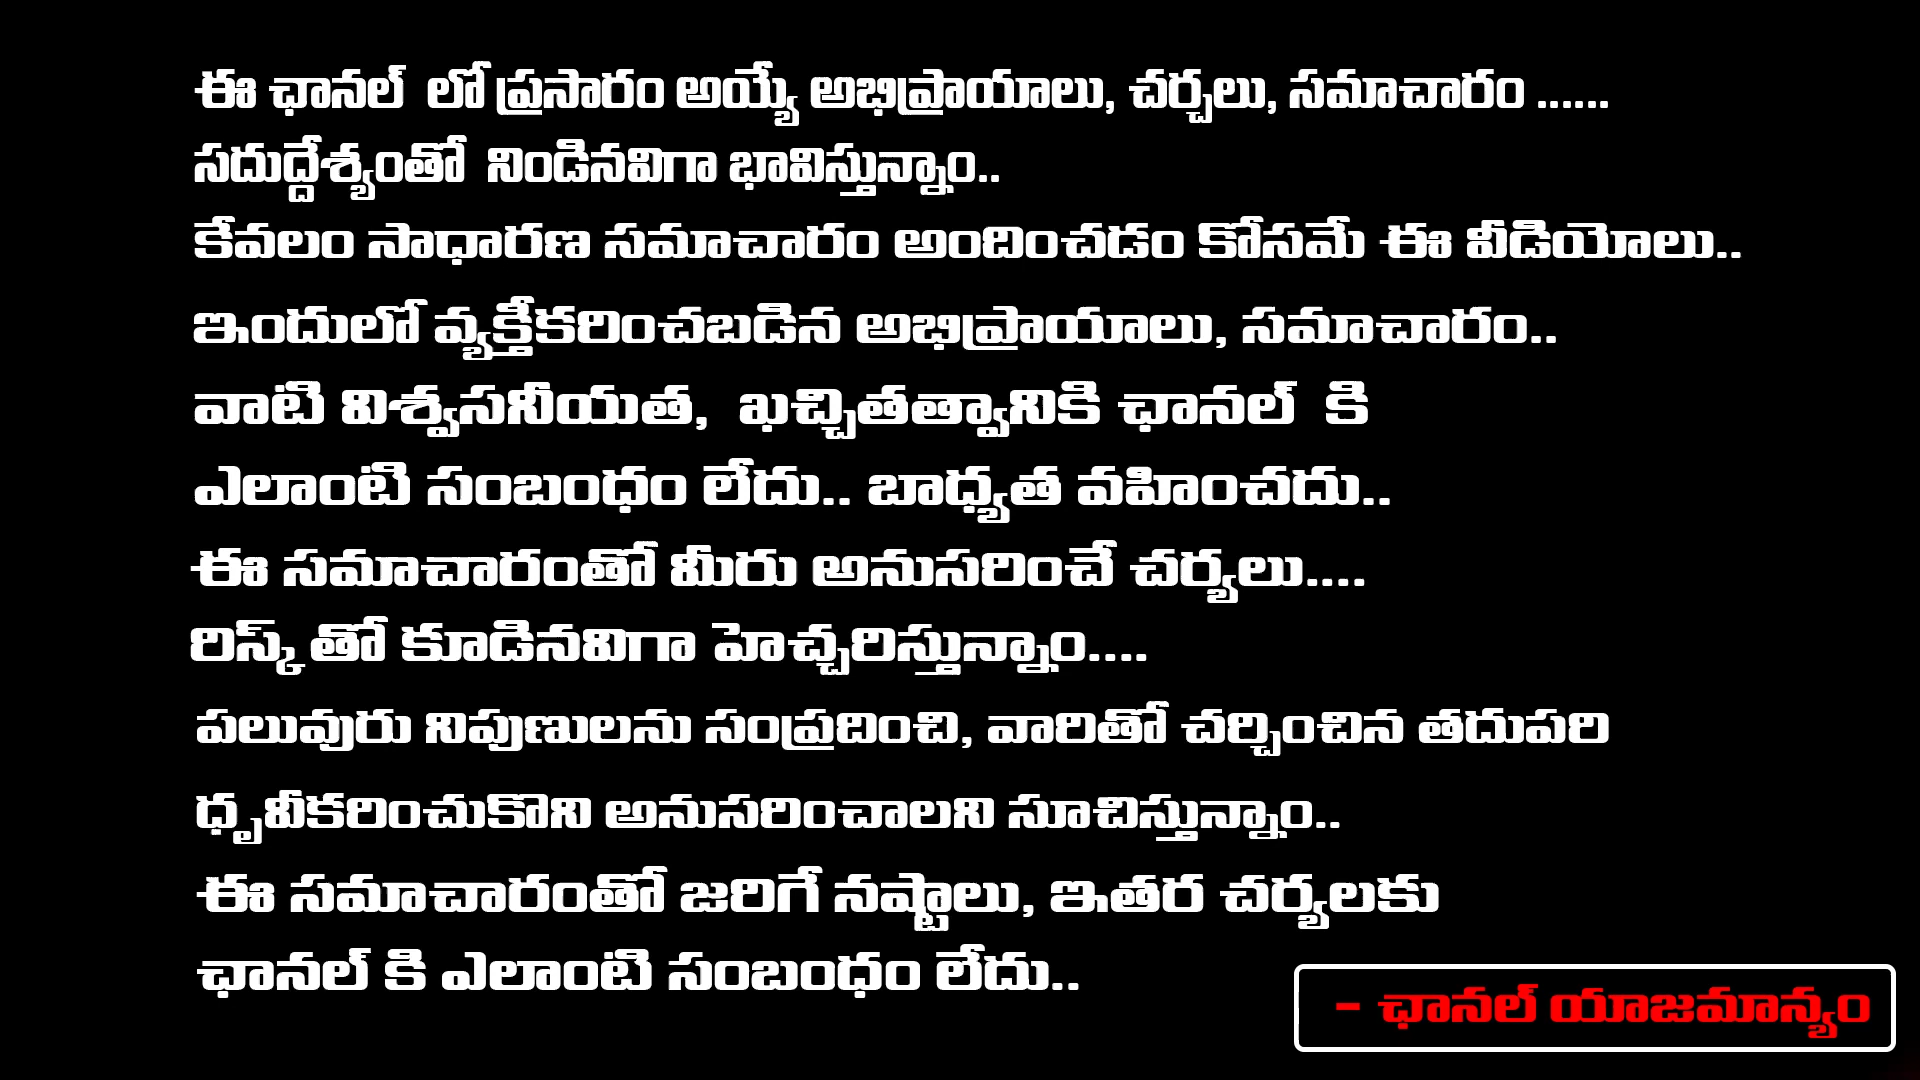 ఈ ఛానల్ లో ప్రసారం అయ్యే అభిప్రాయాలు, చర్చలు, సమాచారం ......
సదుద్దేశ్యంతో నిండినవిగా భావిస్తున్నాం..
కేవలం సాధారణ సమాచారం అందించడం కోసమే ఈ వీడియోలు..
ఇందులో వ్యక్తీకరించబడిన అభిప్రాయాలు, సమాచారం..
వాటి విశ్వసనీయత, ఖచ్చితత్వానికి ఛానల్ కి
ఎలాంటి సంబంధం లేదు.. బాధ్యత వహించదు..
ఈ సమాచారంతో మీరు అనుసరించే చర్యలు....
రిస్క్ తో కూడినవిగా హెచ్చరిస్తున్నాం....
పలువురు నిపుణులను సంప్రదించి, వారితో చర్చించిన తదుపరి
ధృవీకరించుకొని అనుసరించాలని సూచిస్తున్నాం..
ఈ సమాచారంతో జరిగే నష్టాలు, ఇతర చర్యలకు
ఛానల్ కి ఎలాంటి సంబంధం లేదు..
- ఛానల్ యాజమాన్యం